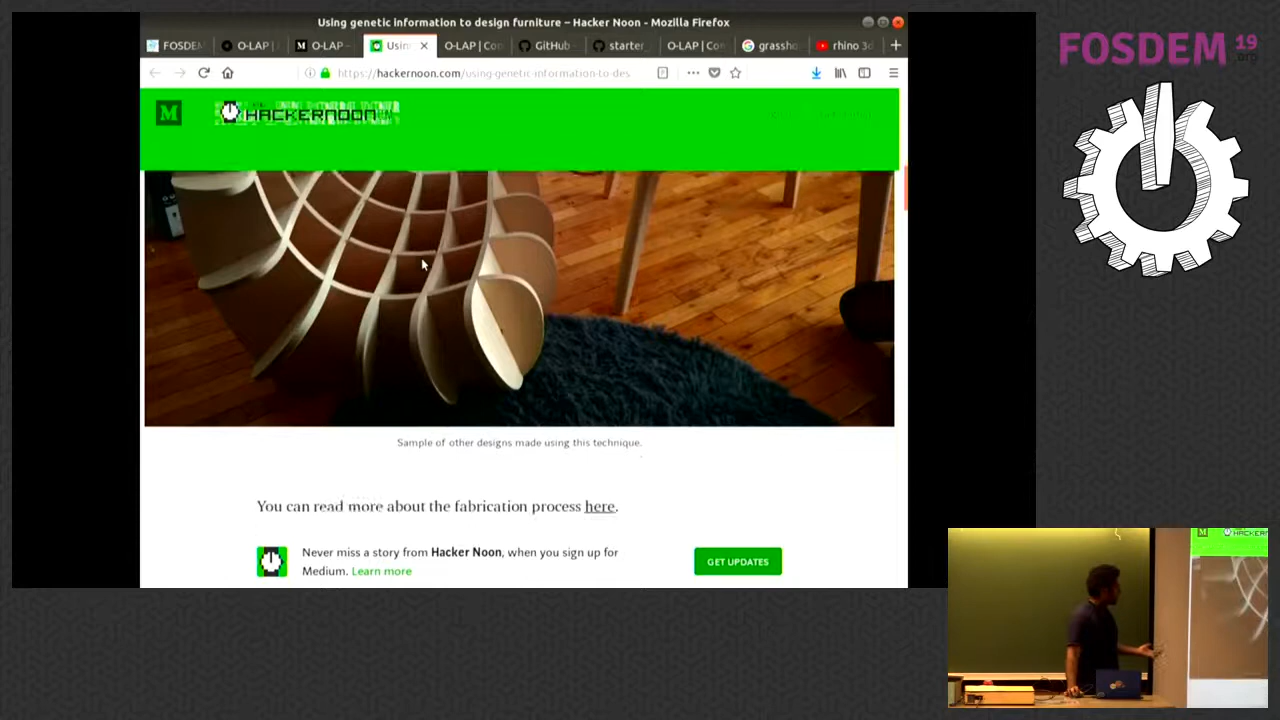 Using genetic information to design furniture – Hacker Noon - Mozilla Firefox
FOSDEM
O-LAP |
O-LAP -
Usin
O-LAP | Co
GitHub
starter
O-LAP | Co
grassho
rhino 3d
https://hackernoon.com/using-genetic-information-to-des
M
HACKERNOON
Sample of other designs made using this technique.
You can read more about the fabrication process here.
Never miss a story from Hacker Noon, when you sign up for
Medium. Learn more
GET UPDATES
FOSDEM 19
.org